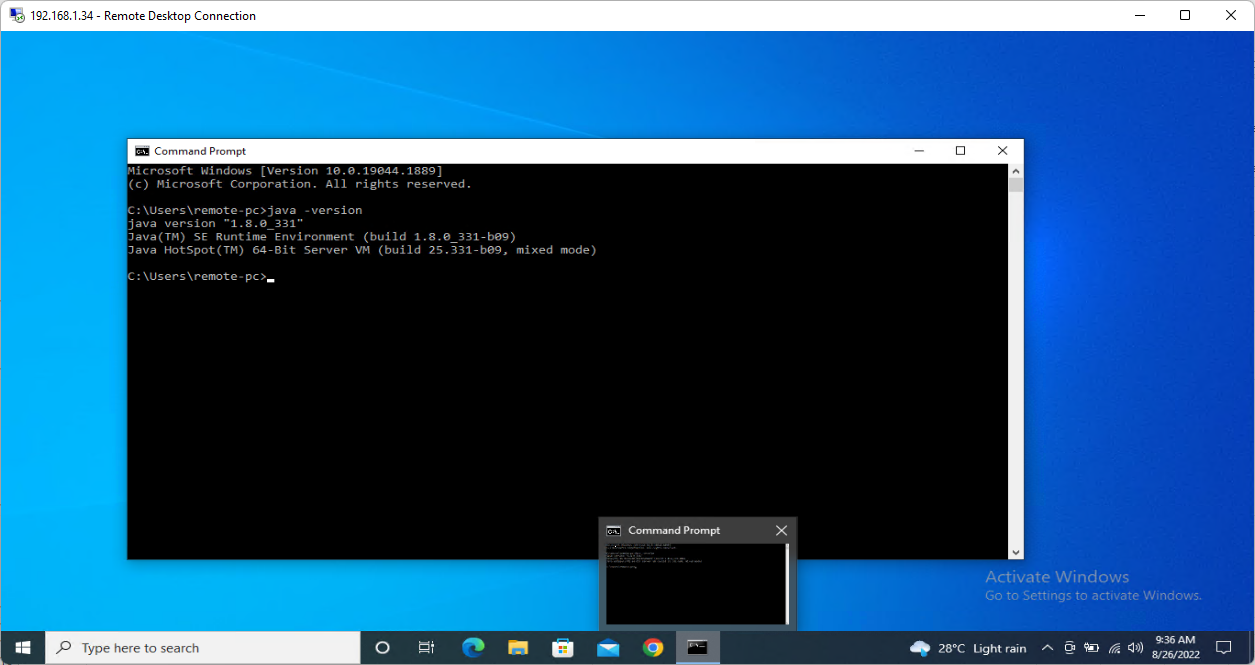 192.168.1.34 - Remote Desktop Connection
Command Prompt
Microsoft Windows [Version 10.0.19044.1889]
(c) Microsoft Corporation. All rights reserved.
C:\Users\remote-pc>java -version
java version "1.8.0_331"
Java(TM) SE Runtime Environment (build 1.8.0_331-b09)
Java HotSpot(TM) 64-Bit Server VM (build 25.331-b09, mixed mode)
C:\Users\remote-pc>
Command Prompt
Activate Windows
Go to Settings to activate Windows.
Type here to search
28°C Light rain
9:36 AM
8/26/2022